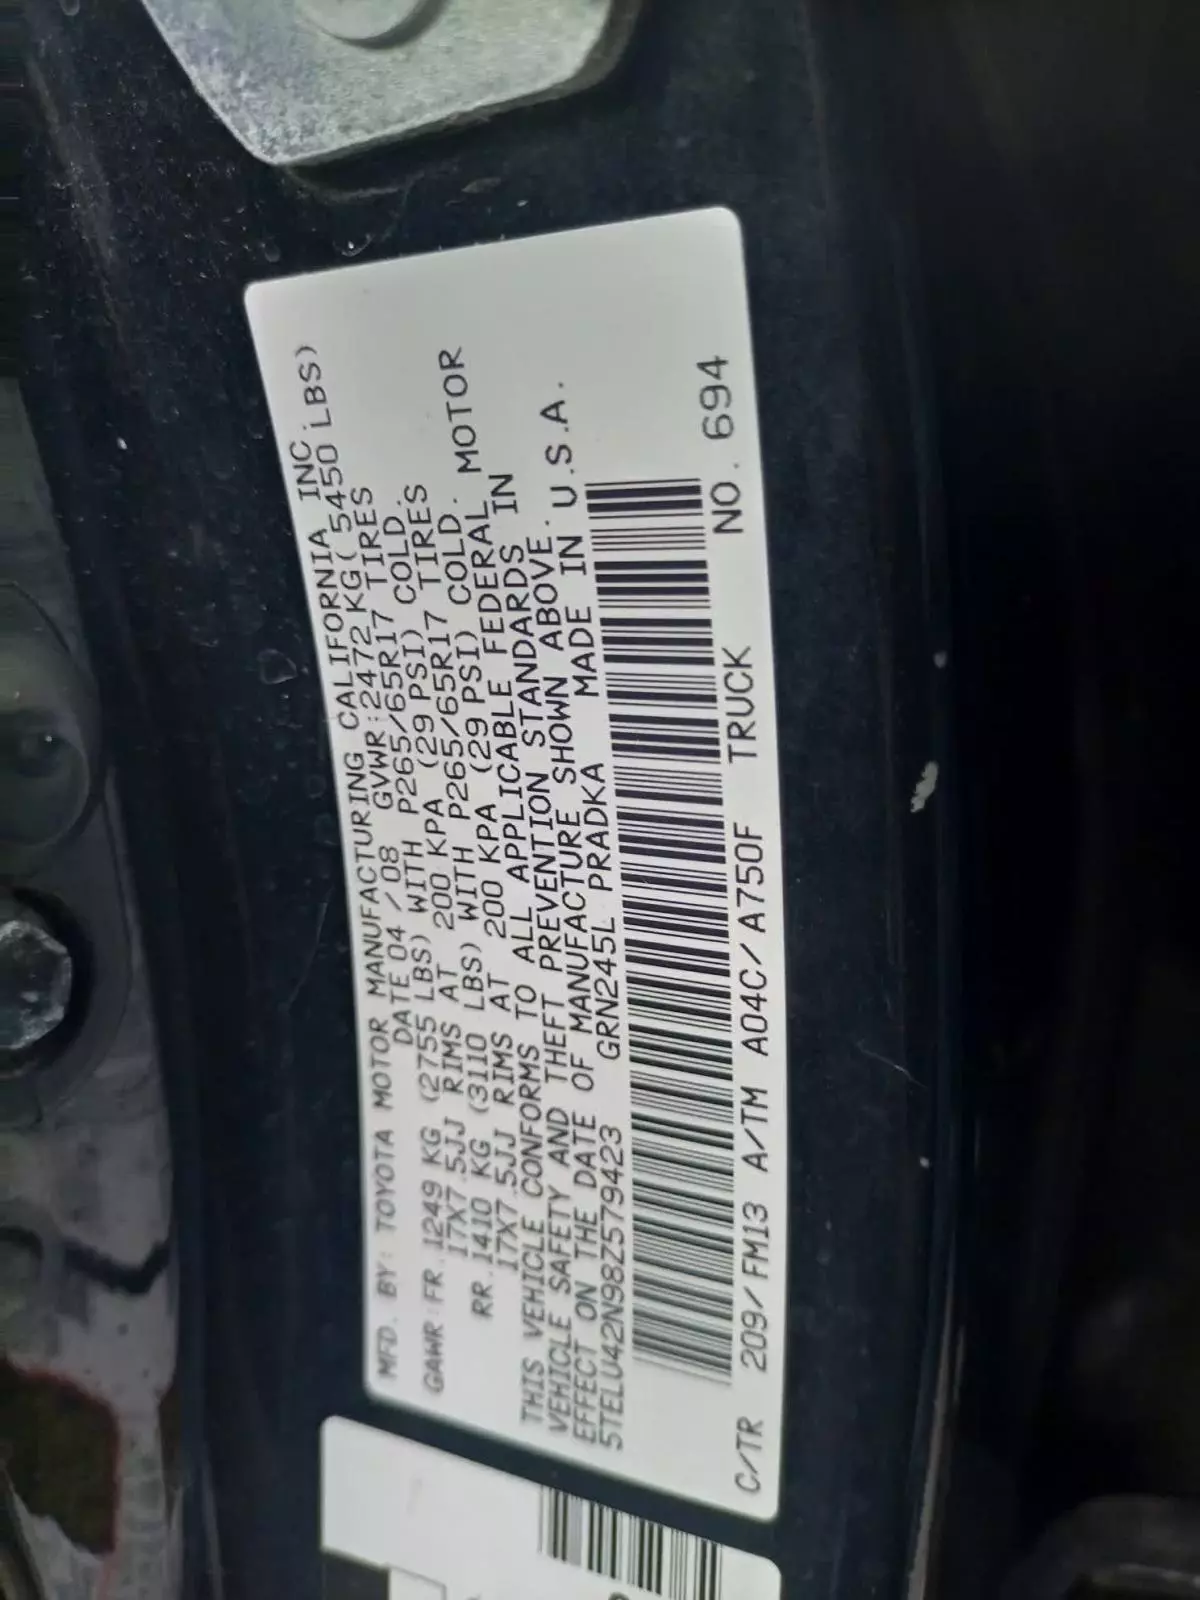 MFD. BY: TOYOTA MOTOR MANUFACTURING CALIFORNIA INC.
DATE 04 /08 GVWR:2472 KG( 5450 LBS)
GAWR:FR. 1249 KG (2755 LBS) WITH P265/65R17 TIRES
17X7.5JJ RIMS AT 200 KPA (29 PSI) COLD.
RR. 1410 KG (3110 LBS) WITH P265/65R17 TIRES
17X7.5JJ RIMS AT 200 KPA (29 PSI) COLD.
THIS VEHICLE CONFORMS TO ALL APPLICABLE FEDERAL MOTOR
VEHICLE SAFETY AND THEFT PREVENTION STANDARDS IN
EFFECT ON THE DATE OF MANUFACTURE SHOWN ABOVE.
5TELU42N98Z579423 GRN245L PRADKA MADE IN U.S.A.
C/TR 209/FM13 A/TM A04C/A750F TRUCK NO. 694